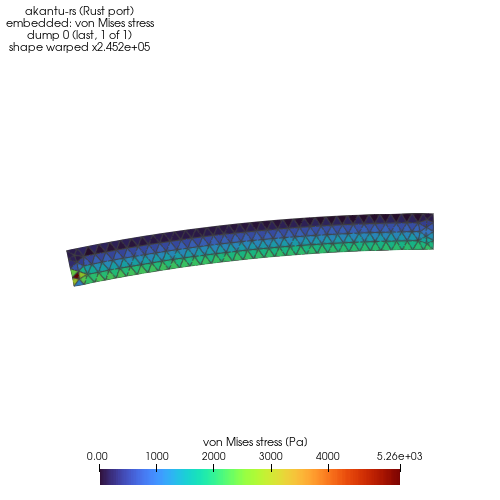 akantu-rs (Rust port)
embedded: von Mises stress
dump 0 (last, 1 of 1)
shape warped x2.452e+05
von Mises stress (Pa)
0.00 1000 2000 3000 4000 5.26e+03